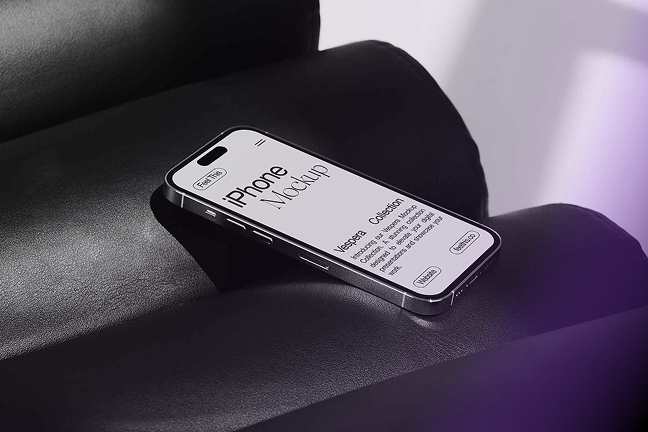 Feel This
iPhone
Mockup
Vespera Collection
Introducing our Vespera Mockup
Collection. A stunning collection
designed to elevate your digital
presentations and showcase your
work.
Website
feelthis.co